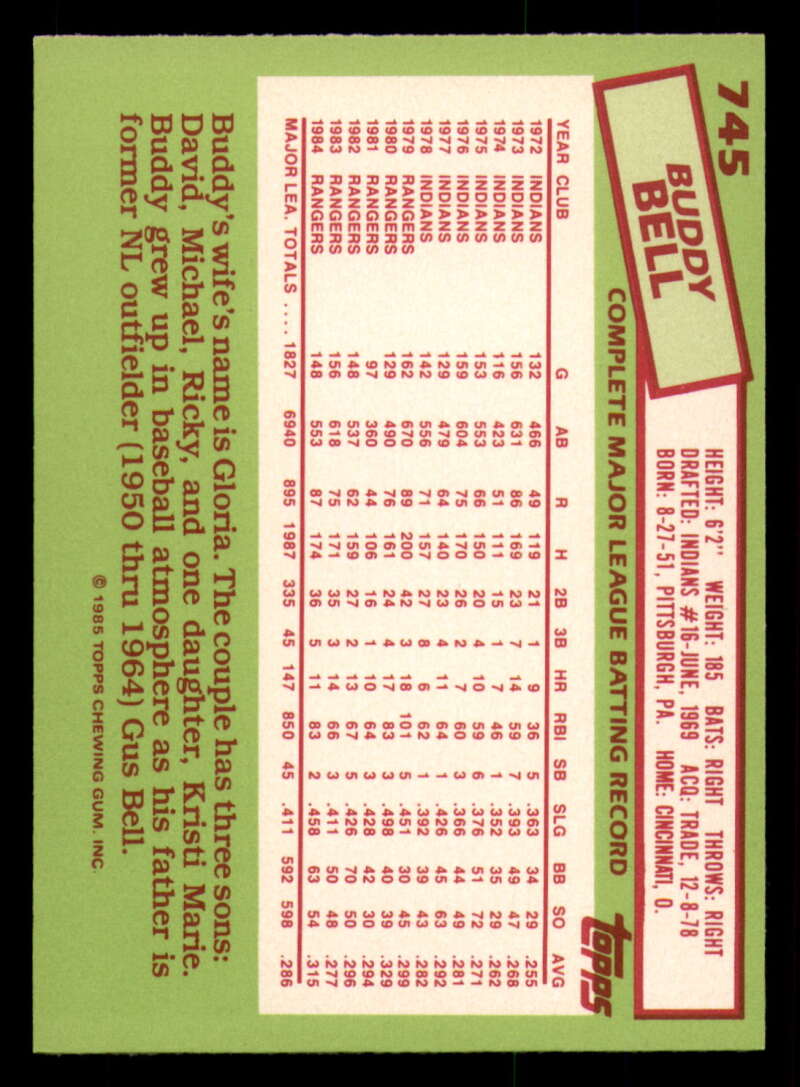 745
BUDDY
BELL
HEIGHT: 6'2" WEIGHT: 185 BATS: RIGHT THROWS: RIGHT
DRAFTED: INDIANS #16-JUNE, 1969 ACQ: TRADE, 12-8-78
BORN: 8-27-51, PITTSBURGH, PA. HOME: CINCINNATI, O.
COMPLETE MAJOR LEAGUE BATTING RECORD
topps
YEAR CLUB G AB R H 2B 3B HR RBI SB SLG BB SO AVG
1972 INDIANS 132 466 49 119 21 1 9 36 5 .363 34 29 .255
1973 INDIANS 156 631 86 169 23 7 14 59 7 .393 49 47 .268
1974 INDIANS 116 423 51 111 15 1 7 46 1 .352 35 29 .262
1975 INDIANS 153 553 66 150 20 4 10 59 6 .376 51 72 .271
1976 INDIANS 159 604 75 170 26 2 7 60 3 .366 44 49 .281
1977 INDIANS 129 479 64 140 23 4 11 64 1 .426 45 63 .292
1978 INDIANS 142 556 71 157 27 8 6 62 1 .392 39 43 .282
1979 RANGERS 162 670 89 200 42 3 18 101 5 .451 30 45 .299
1980 RANGERS 129 490 76 161 24 4 17 83 3 .498 40 39 .329
1981 RANGERS 97 360 44 106 16 1 10 64 3 .428 42 30 .294
1982 RANGERS 148 537 62 159 27 2 13 67 5 .426 70 50 .296
1983 RANGERS 156 618 75 171 35 3 14 66 3 .411 50 48 .277
1984 RANGERS 148 553 87 174 36 5 11 83 2 .458 63 54 .315
MAJOR LEA. TOTALS .... 1827 6940 895 1987 335 45 147 850 45 .411 592 598 .286
Buddy's wife's name is Gloria. The couple has three sons:
David, Michael, Ricky, and one daughter, Kristi Marie.
Buddy grew up in baseball atmosphere as his father is
former NL outfielder (1950 thru 1964) Gus Bell.
© 1985 TOPPS CHEWING GUM. INC.